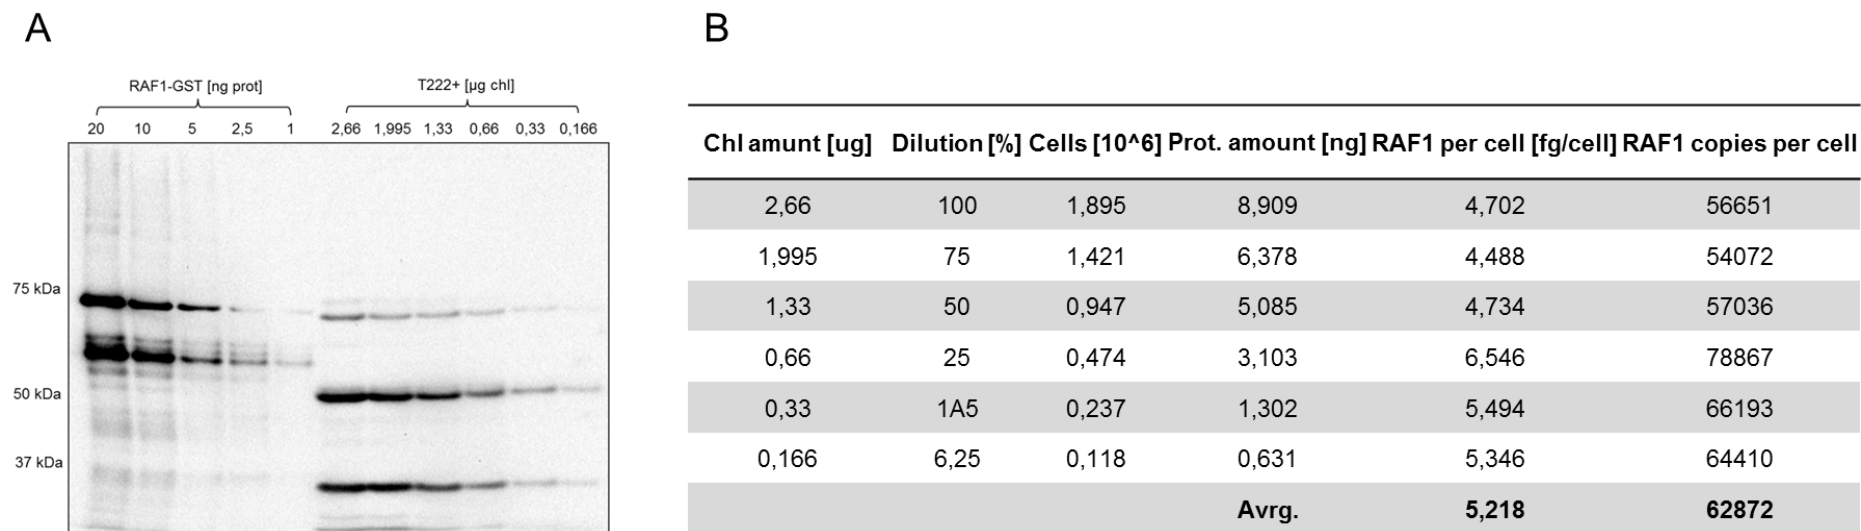 A
RAF1-GST [ng prot]
T222+ [µg chl]
20 10 5 2,5 1
2,66 1,995 1,33 0,66 0,33 0,166
75 kDa
50 kDa
37 kDa
B
Chl amunt [ug] Dilution [%] Cells [10^6] Prot. amount [ng] RAF1 per cell [fg/cell] RAF1 copies per cell
2,66 100 1,895 8,909 4,702 56651
1,995 75 1,421 6,378 4,488 54072
1,33 50 0,947 5,085 4,734 57036
0,66 25 0,474 3,103 6,546 78867
0,33 1A5 0,237 1,302 5,494 66193
0,166 6,25 0,118 0,631 5,346 64410
Avrg. 5,218 62872